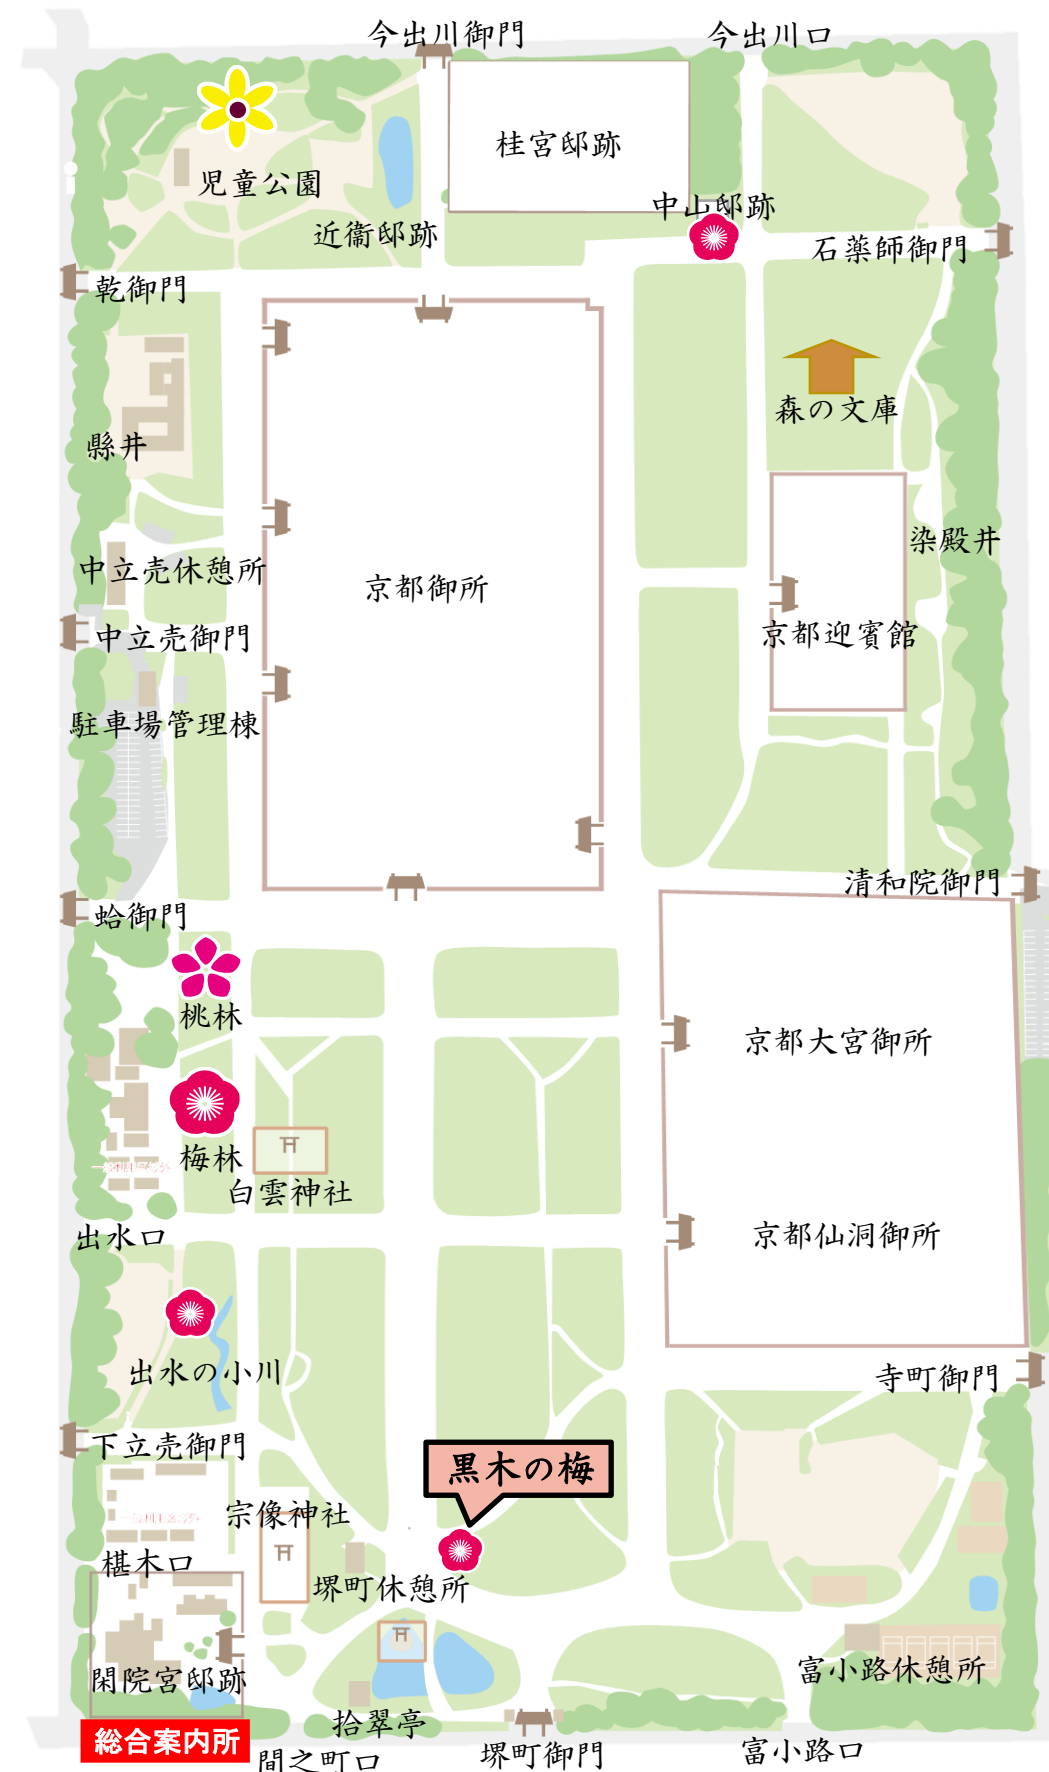 今出川御門
今出川口
桂宮邸跡
児童公園
中山邸跡
近衞邸跡
石薬師御門
乾御門
森の文庫
縣井
染殿井
中立売休憩所
京都御所
京都迎賓館
中立売御門
駐車場管理棟
清和院御門
蛤御門
桃林
京都大宮御所
梅林
白雲神社
出水口
京都仙洞御所
出水の小川
寺町御門
下立売御門
黒木の梅
宗像神社
椹木口
堺町休憩所
富小路休憩所
閑院宮邸跡
拾翠亭
総合案内所
間之町口
堺町御門
富小路口